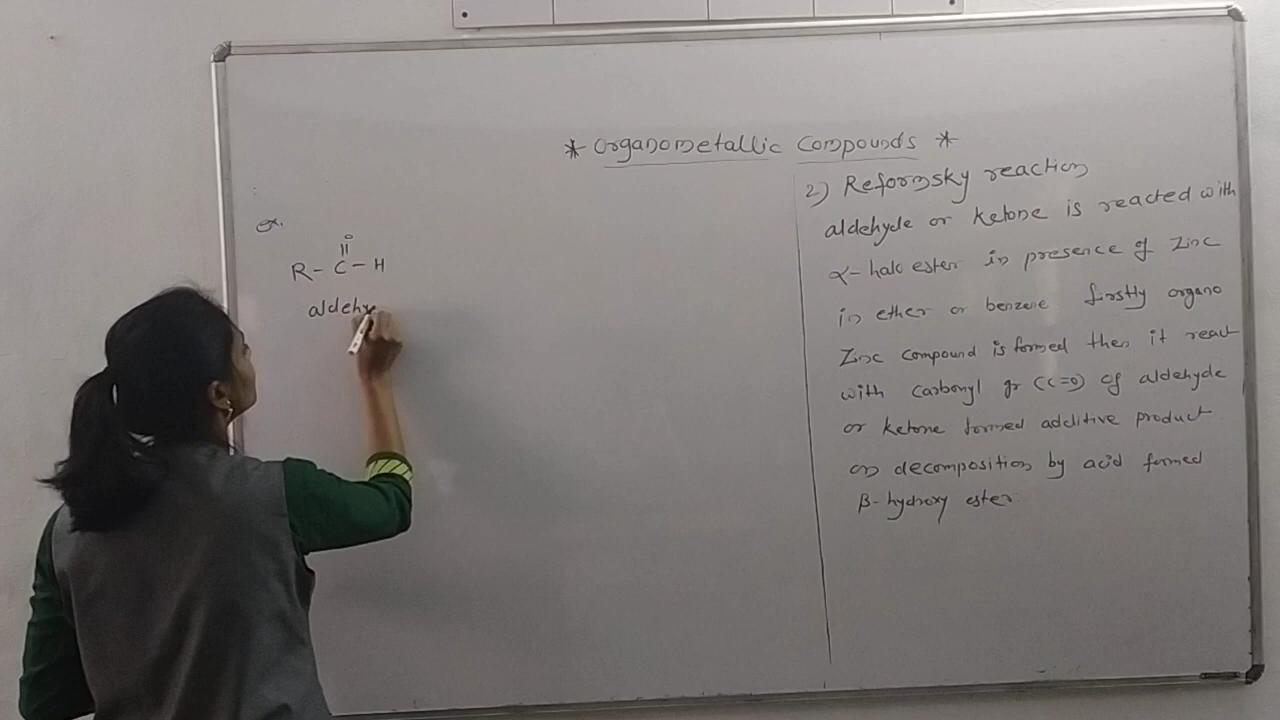 * Organometallic Compounds *
2) Reformsky reaction
aldehyde or ketone is reacted with
α- halo ester in presence of Zinc
in ether or benzene firstly organo
Zinc compound is formed then it react
with carbonyl gr (C=O) of aldehyde
or ketone formed additive product
on decomposition by acid formed
β- hydroxy ester.
ex.
O
||
R - C - H
aldehy